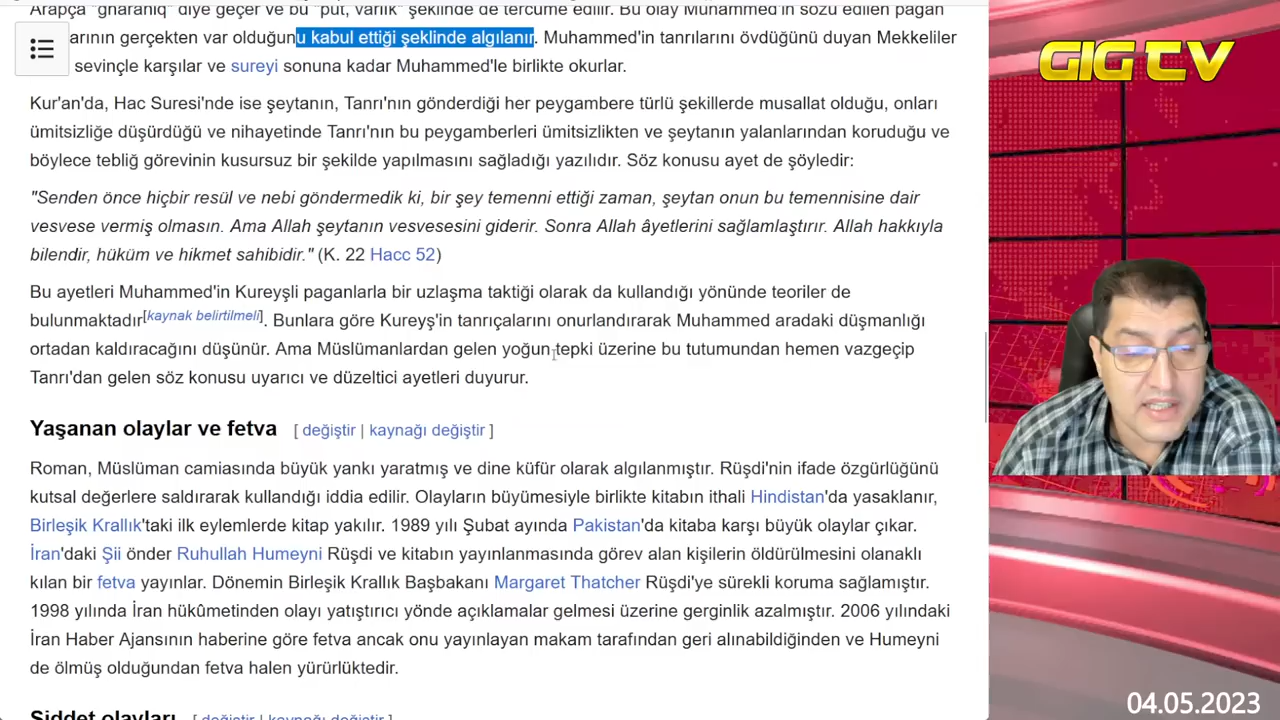 Arapça "gharaniq" diye geçer ve bu "put, varlık" şeklinde de tercüme edilir. Bu olay Muhammed'in sözü edilen pagan
arının gerçekten var olduğunu kabul ettiği şeklinde algılanır. Muhammed'in tanrılarını övdüğünü duyan Mekkeliler
sevinçle karşılar ve sureyi sonuna kadar Muhammed'le birlikte okurlar.
Kur'an'da, Hac Suresi'nde ise şeytanın, Tanrı'nın gönderdiği her peygambere türlü şekillerde musallat olduğu, onları
ümitsizliğe düşürdüğü ve nihayetinde Tanrı'nın bu peygamberleri ümitsizlikten ve şeytanın yalanlarından koruduğu ve
böylece tebliğ görevinin kusursuz bir şekilde yapılmasını sağladığı yazılıdır. Söz konusu ayet de şöyledir:
"Senden önce hiçbir resül ve nebi göndermedik ki, bir şey temenni ettiği zaman, şeytan onun bu temennisine dair
vesvese vermiş olmasın. Ama Allah şeytanın vesvesesini giderir. Sonra Allah âyetlerini sağlamlaştırır. Allah hakkıyla
bilendir, hüküm ve hikmet sahibidir." (K. 22 Hacc 52)
Bu ayetleri Muhammed'in Kureyşli paganlarla bir uzlaşma taktiği olarak da kullandığı yönünde teoriler de
bulunmaktadır[kaynak belirtilmeli]. Bunlara göre Kureyş'in tanrıçalarını onurlandırarak Muhammed aradaki düşmanlığı
ortadan kaldıracağını düşünür. Ama Müslümanlardan gelen yoğun tepki üzerine bu tutumundan hemen vazgeçip
Tanrı'dan gelen söz konusu uyarıcı ve düzeltici ayetleri duyurur.
Yaşanan olaylar ve fetva [ değiştir | kaynağı değiştir ]
Roman, Müslüman camiasında büyük yankı yaratmış ve dine küfür olarak algılanmıştır. Rüşdi'nin ifade özgürlüğünü
kutsal değerlere saldırarak kullandığı iddia edilir. Olayların büyümesiyle birlikte kitabın ithali Hindistan'da yasaklanır,
Birleşik Krallık'taki ilk eylemlerde kitap yakılır. 1989 yılı Şubat ayında Pakistan'da kitaba karşı büyük olaylar çıkar.
İran'daki Şii önder Ruhullah Humeyni Rüşdi ve kitabın yayınlanmasında görev alan kişilerin öldürülmesini olanaklı
kılan bir fetva yayınlar. Dönemin Birleşik Krallık Başbakanı Margaret Thatcher Rüşdi'ye sürekli koruma sağlamıştır.
1998 yılında İran hükûmetinden olayı yatıştırıcı yönde açıklamalar gelmesi üzerine gerginlik azalmıştır. 2006 yılındaki
İran Haber Ajansının haberine göre fetva ancak onu yayınlayan makam tarafından geri alınabildiğinden ve Humeyni
de ölmüş olduğundan fetva halen yürürlüktedir.
Şiddet olayları [ değiştir | kaynağı değiştir ]
GIG TV
04.05.2023